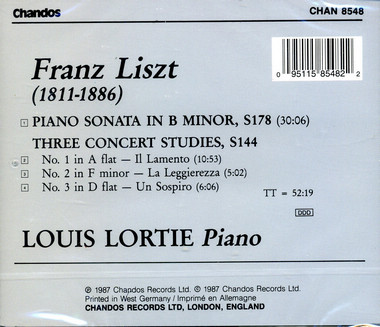 Chandos CHAN 8548
Franz Liszt
(1811-1886)
0 95115 85482 2
1 PIANO SONATA IN B MINOR, S178 (30:06)
THREE CONCERT STUDIES, S144
2 No. 1 in A flat — Il Lamento (10:53)
3 No. 2 in F minor — La Leggierezza (5:02)
4 No. 3 in D flat — Un Sospiro (6:06)
TT = 52:19
DDD
LOUIS LORTIE Piano
℗ 1987 Chandos Records Ltd. © 1987 Chandos Records Ltd.
Printed in West Germany / Imprimé en Allemagne
CHANDOS RECORDS LTD, LONDON, ENGLAND